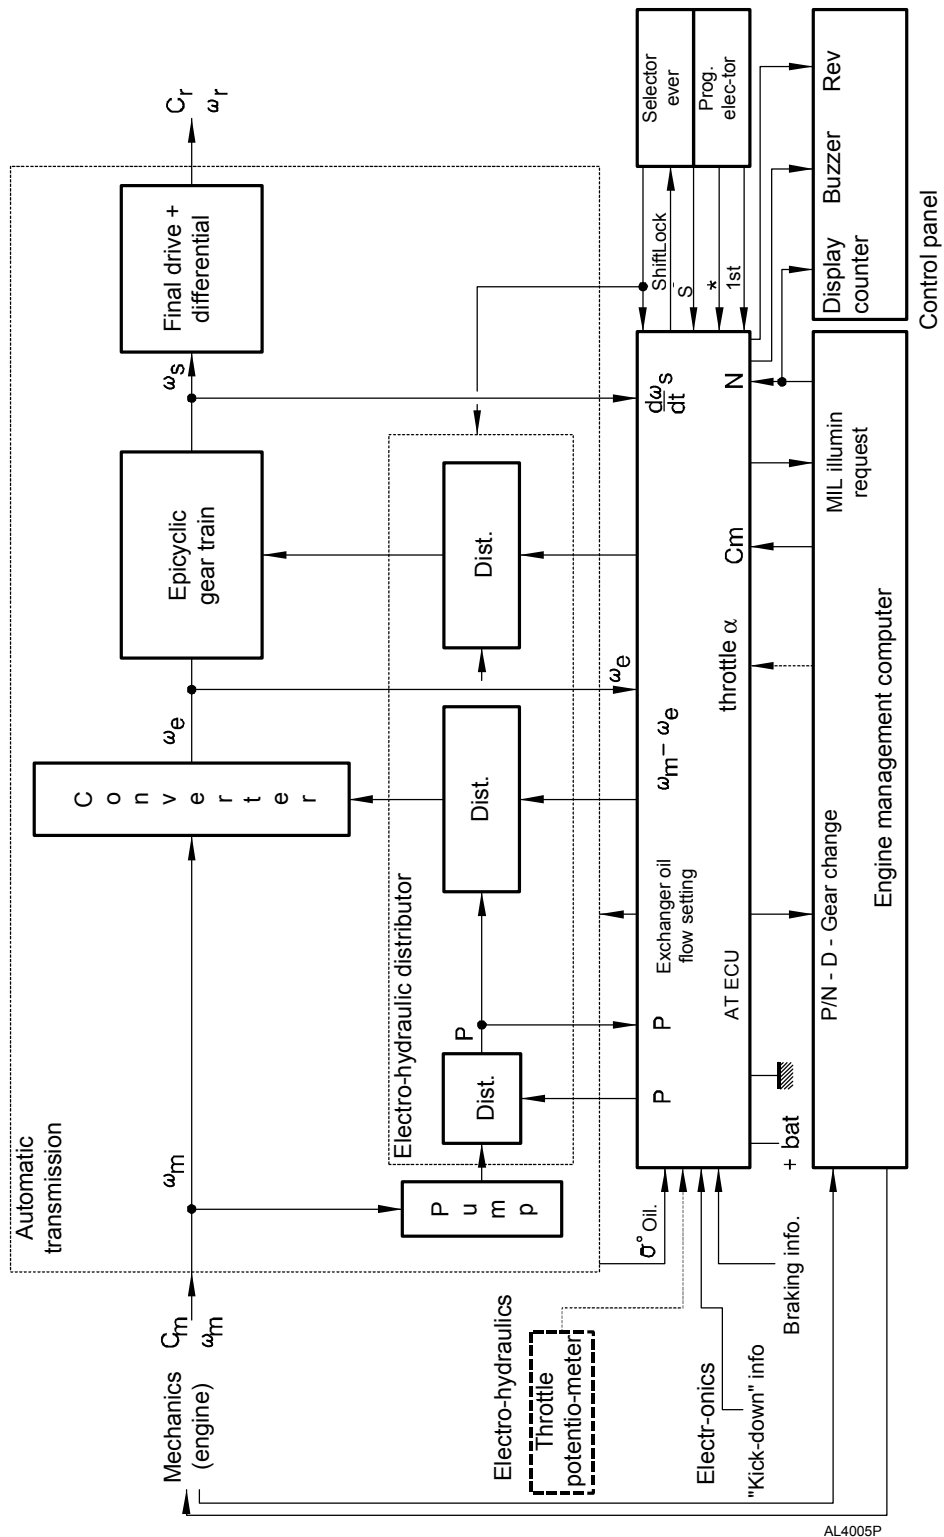 Automatic
transmission
Mechanics
(engine)
Cm
ωm
ωm
Converter
ωe
Epicyclic
gear train
ωs
Final drive +
differential
Cr
ωr
Pump
Electro-hydraulic distributor
Dist.
P
Dist.
Dist.
ωe
Electro-hydraulics
Throttle
potentio-meter
Electr-onics
"Kick-down" info
Braking info.
σ° Oil.
P
P
Exchanger oil
flow setting
ωm – ωe
dωs
dt
AT ECU
throttle α
Cm
N
+ bat
ShiftLock
S
*
1st
Selector
ever
Prog.
elec-tor
P/N - D - Gear change
Engine management computer
MIL illumin
request
Display
counter
Buzzer
Rev
Control panel
AL4005P